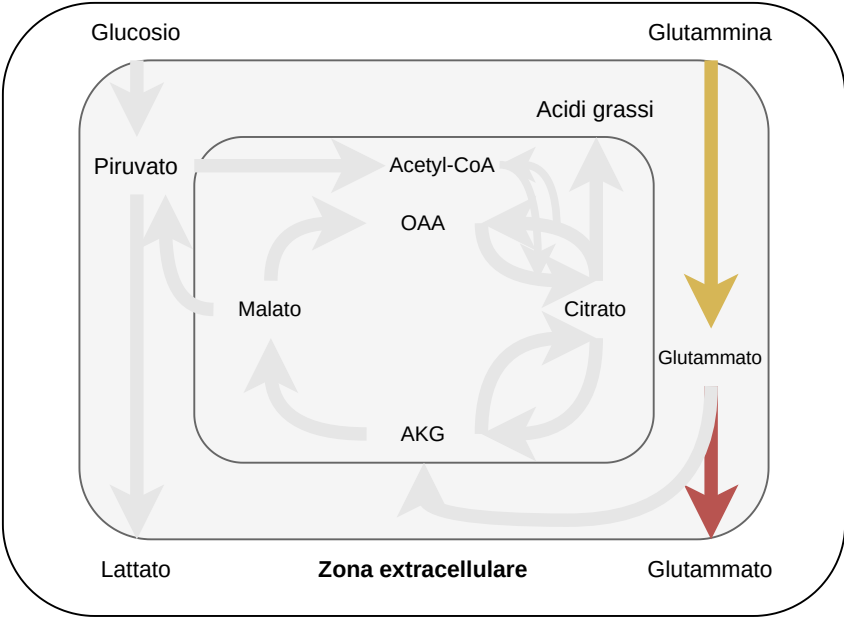 Glucosio
Glutammina
Acidi grassi
Piruvato
Acetyl-CoA
OAA
Malato
Citrato
Glutammato
AKG
Lattato
Zona extracellulare
Glutammato